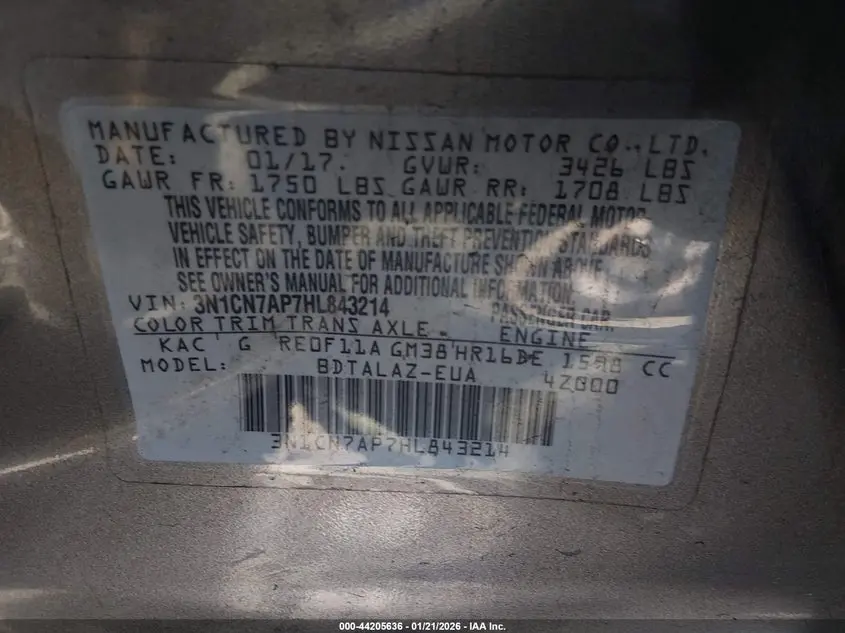 MANUFACTURED BY NISSAN MOTOR CO., LTD.
DATE: 01/17. GVWR: 3426 LBS
GAWR FR: 1750 LBS GAWR RR: 1708 LBS
THIS VEHICLE CONFORMS TO ALL APPLICABLE FEDERAL MOTOR
VEHICLE SAFETY, BUMPER AND THEFT PREVENTION STANDARDS
IN EFFECT ON THE DATE OF MANUFACTURE SHOWN ABOVE.
SEE OWNER'S MANUAL FOR ADDITIONAL INFORMATION.
VIN: 3N1CN7AP7HL843214 PASSENGER CAR.
COLOR TRIM TRANS AXLE ENGINE
KAC G RE0F11A GM38 HR16DE 1598 CC
MODEL: BDTALAZ-EUA 42000
3N1CN7AP7HL843214
000-44205636 - 01/21/2026 - IAA Inc.